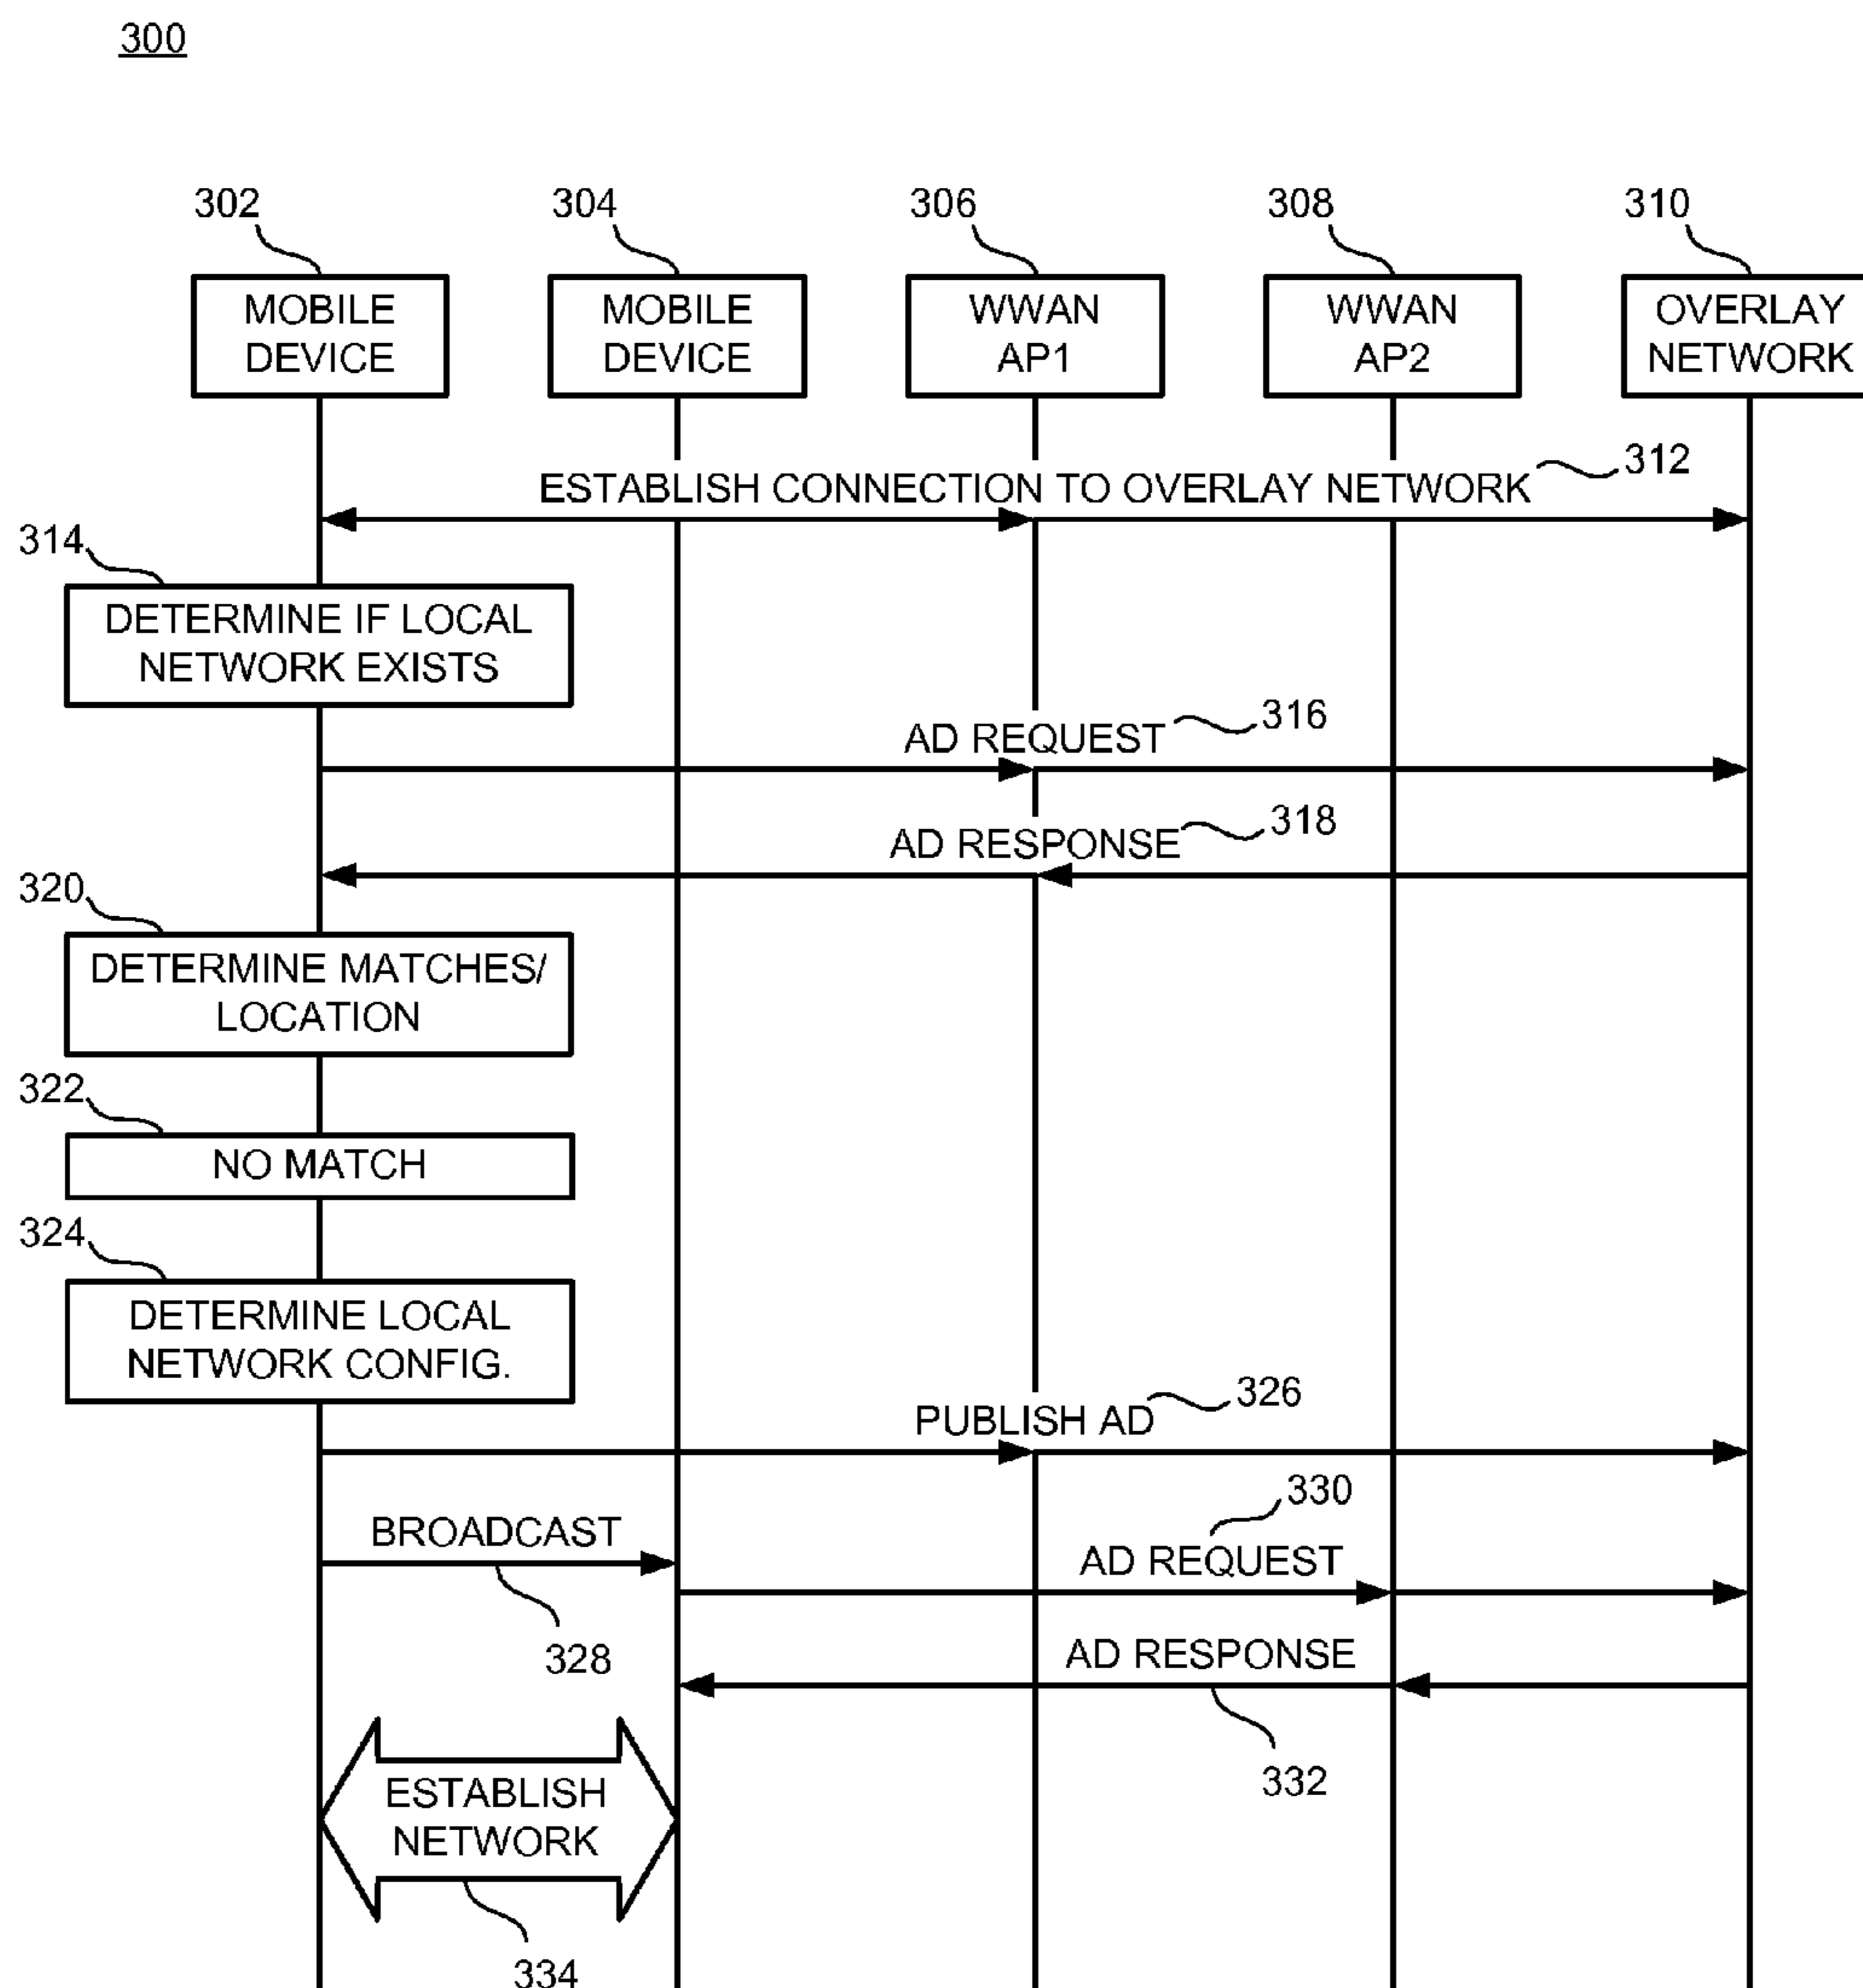 300
302
304
306
308
310
MOBILE
DEVICE
MOBILE
DEVICE
WWAN
AP1
WWAN
AP2
OVERLAY
NETWORK
ESTABLISH CONNECTION TO OVERLAY NETWORK
312
314
DETERMINE IF LOCAL
NETWORK EXISTS
AD REQUEST
316
AD RESPONSE
318
320
DETERMINE MATCHES/
LOCATION
322
NO MATCH
324
DETERMINE LOCAL
NETWORK CONFIG.
PUBLISH AD
326
BROADCAST
328
330
AD REQUEST
AD RESPONSE
332
ESTABLISH
NETWORK
334